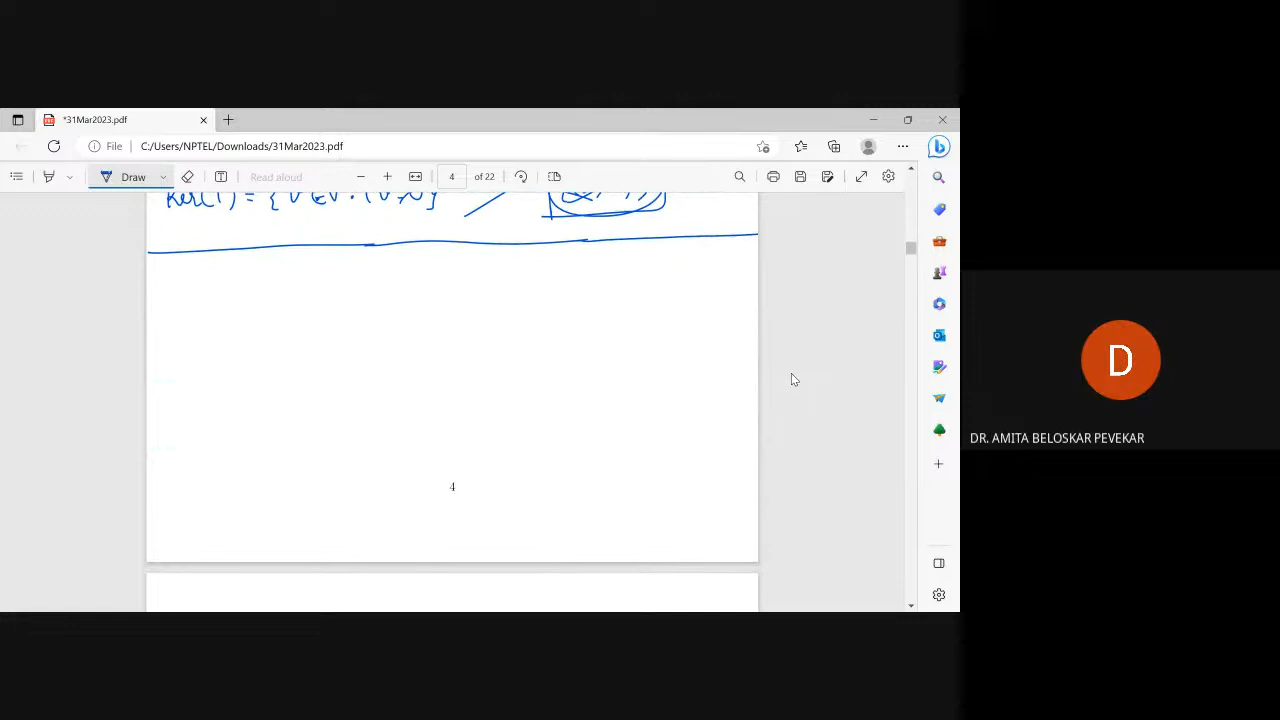 *31Mar2023.pdf
File C:/Users/NPTEL/Downloads/31Mar2023.pdf
Draw Read aloud 4 of 22
Ker(T) = {
4
D
DR. AMITA BELOSKAR PEVEKAR